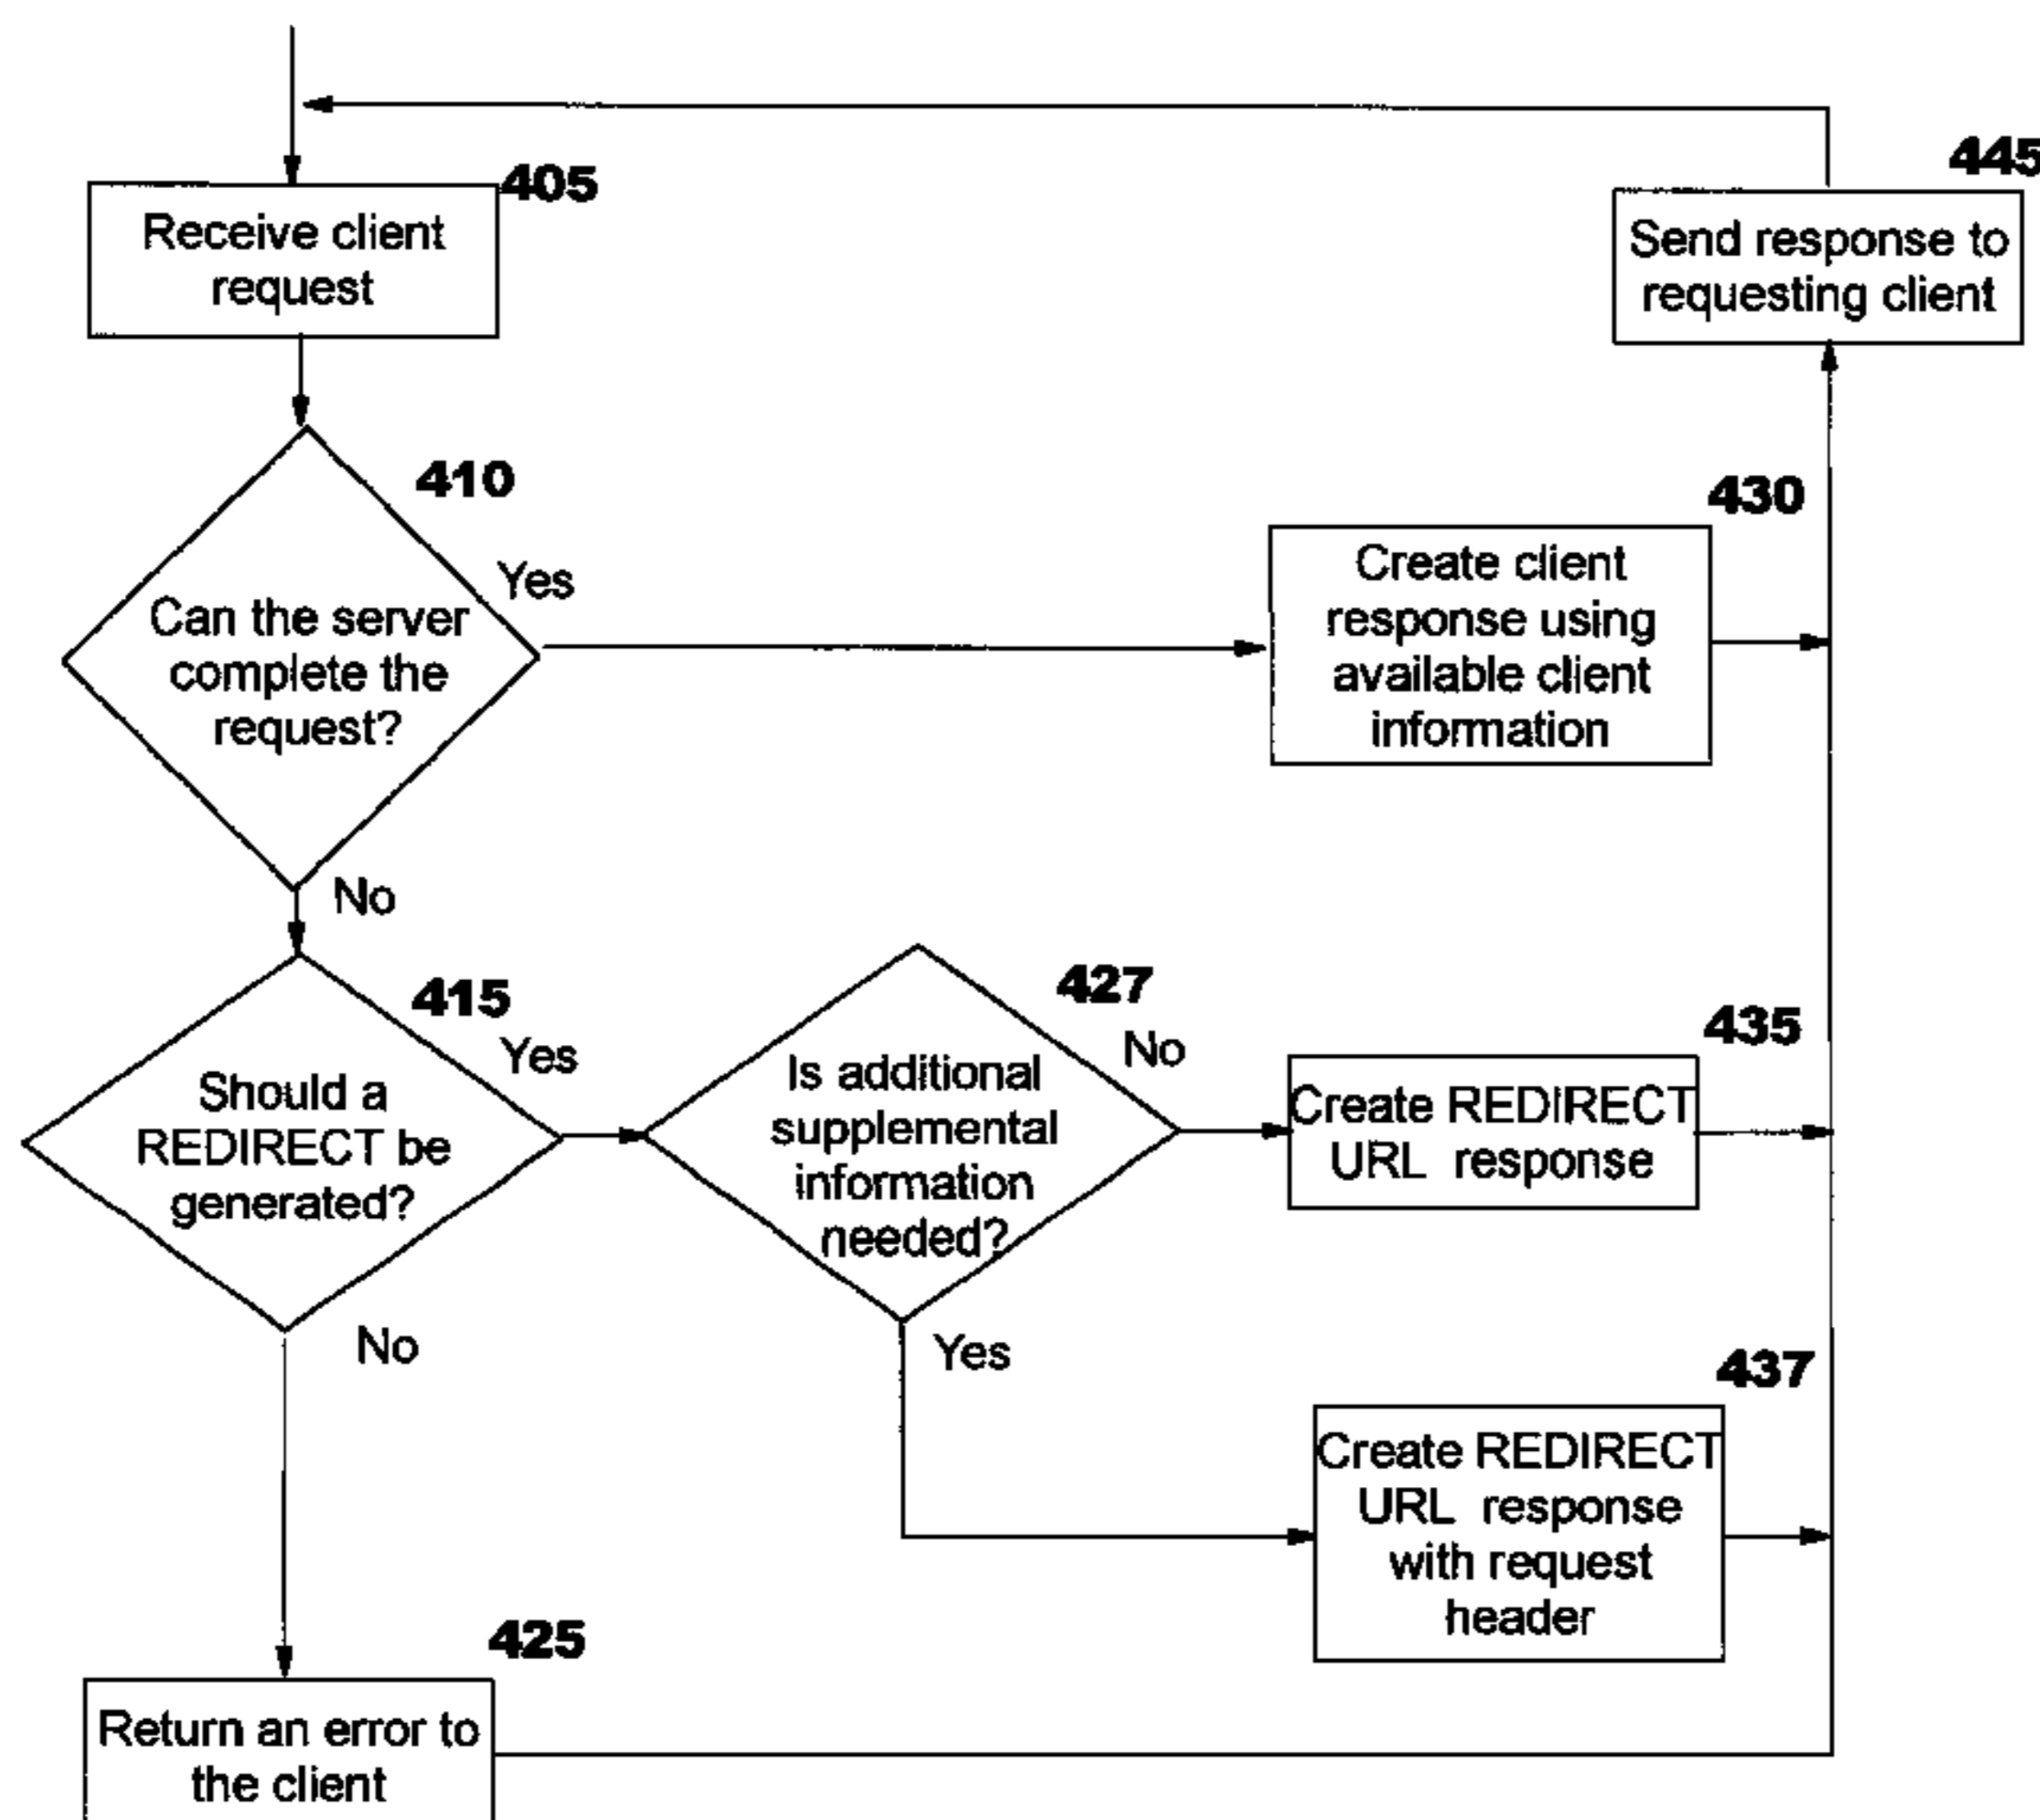 405
Receive client
request
445
Send response to
requesting client
410
Yes
Can the server
complete the
request?
No
430
Create client
response using
available client
information
415
Yes
Should a
REDIRECT be
generated?
No
427
No
Is additional
supplemental
information
needed?
Yes
435
Create REDIRECT
URL response
437
Create REDIRECT
URL response
with request
header
425
Return an error to
the client